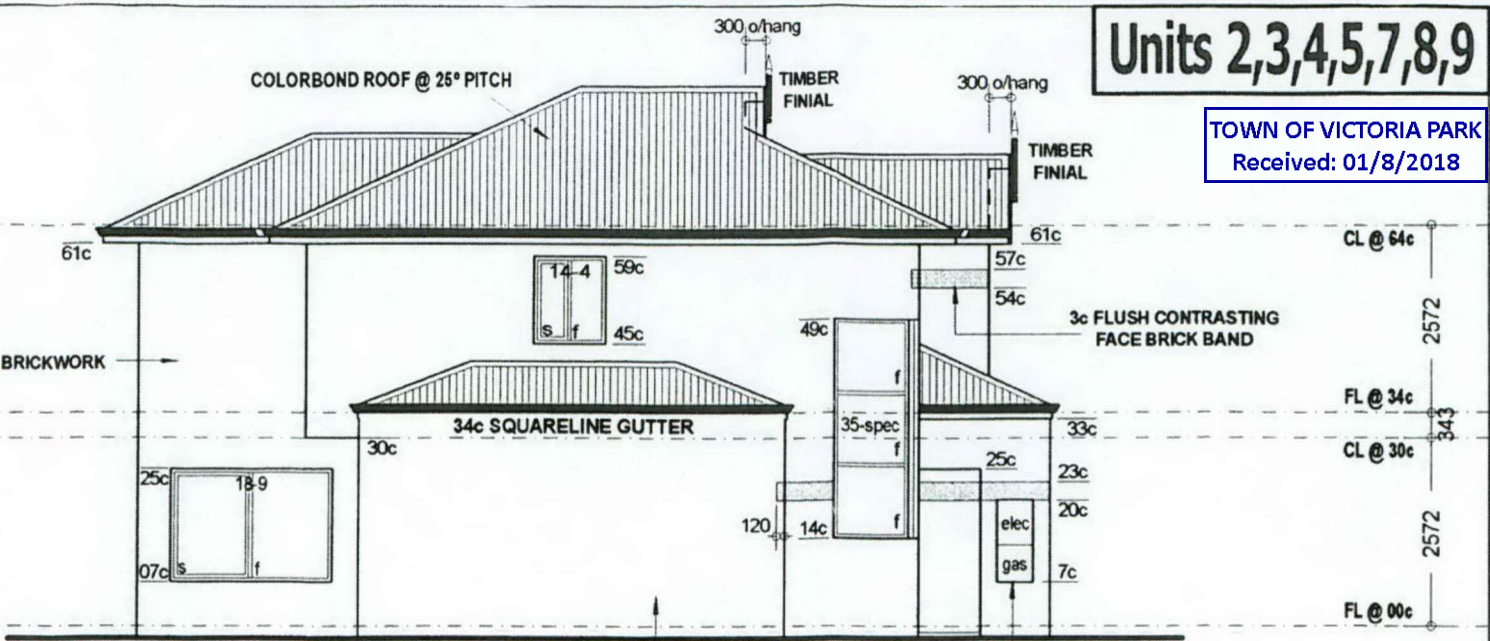 Units 2,3,4,5,7,8,9
TOWN OF VICTORIA PARK
Received: 01/8/2018
300 o/hang
TIMBER
FINIAL
COLORBOND ROOF @ 25° PITCH
300 o/hang
TIMBER
FINIAL
61c
61c
CL @ 64c
14-4
59c
s f
45c
57c
54c
3c FLUSH CONTRASTING
FACE BRICK BAND
2572
BRICKWORK
49c
f
34c SQUARELINE GUTTER
35-spec
f
f
33c
FL @ 34c
343
CL @ 30c
30c
25c
18-9
s f
07c
25c
23c
20c
120
14c
elec
gas
7c
2572
FL @ 00c